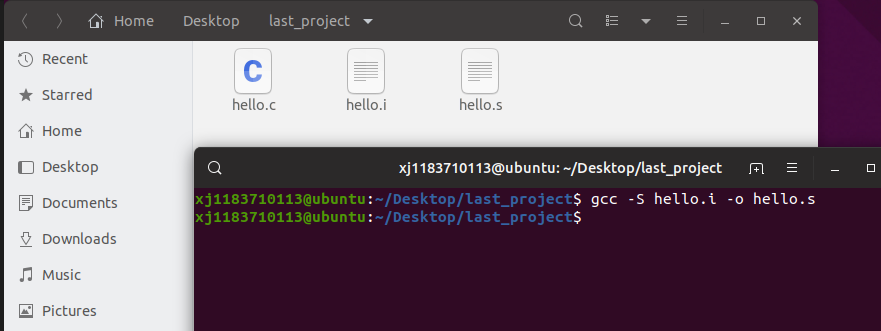 Home Desktop last_project
Recent
Starred
Home
Desktop
Documents
Downloads
Music
Pictures
C
hello.c hello.i hello.s
xj1183710113@ubuntu: ~/Desktop/last_project
xj1183710113@ubuntu:~/Desktop/last_project$ gcc -S hello.i -o hello.s
xj1183710113@ubuntu:~/Desktop/last_project$